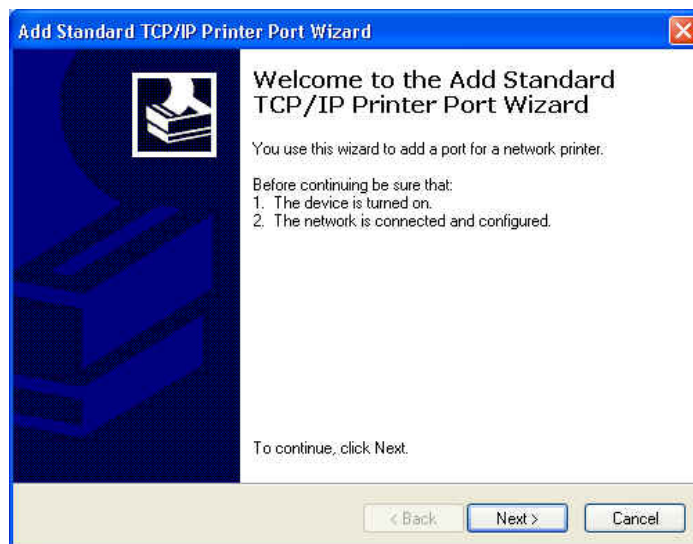 Add Standard TCP/IP Printer Port Wizard
Welcome to the Add Standard
TCP/IP Printer Port Wizard
You use this wizard to add a port for a network printer.
Before continuing be sure that:
1. The device is turned on.
2. The network is connected and configured.
To continue, click Next.
< Back
Next >
Cancel